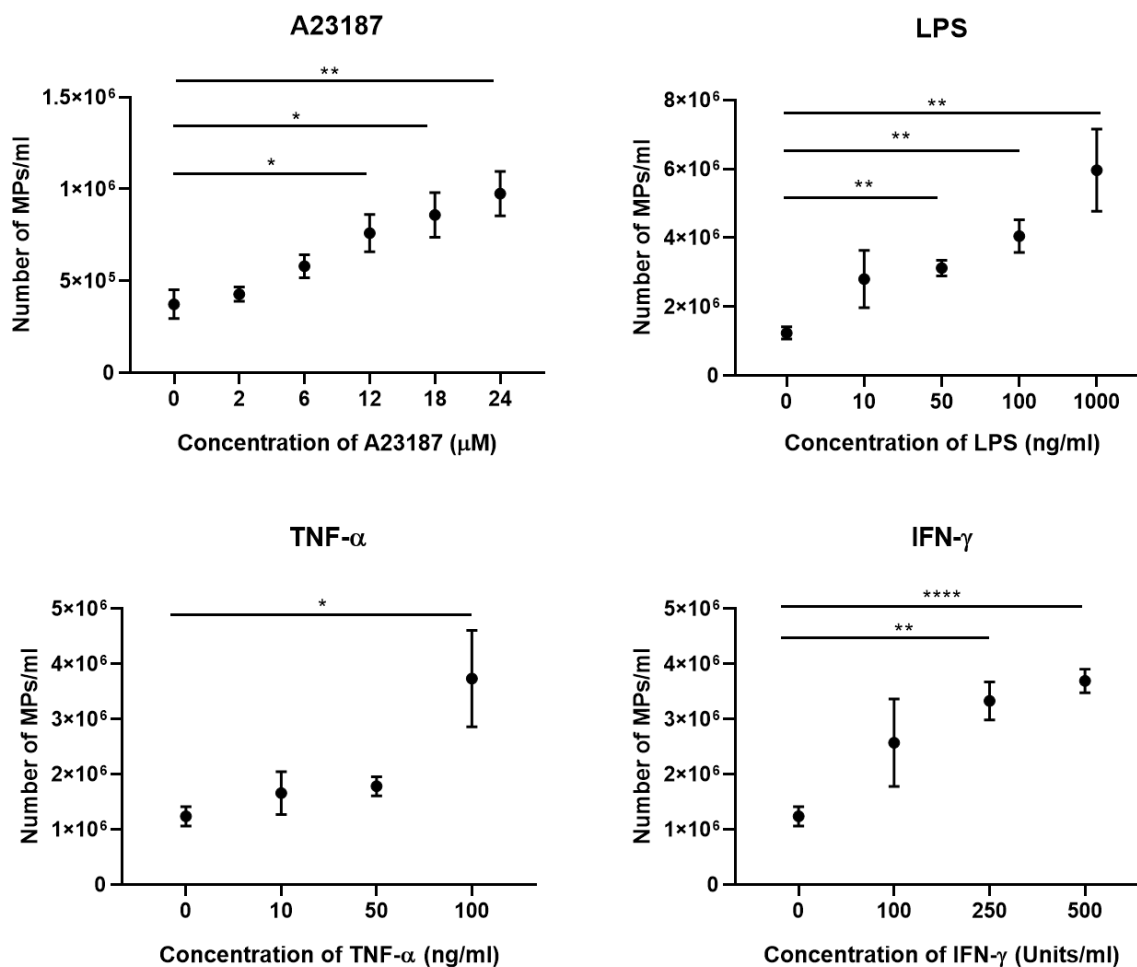 A23187
**
*
*
1.5×10⁶
1×10⁶
5×10⁵
0
Number of MPs/ml
0 2 6 12 18 24
Concentration of A23187 (μM)
LPS
**
**
**
8×10⁶
6×10⁶
4×10⁶
2×10⁶
0
Number of MPs/ml
0 10 50 100 1000
Concentration of LPS (ng/ml)
TNF-α
*
5×10⁶
4×10⁶
3×10⁶
2×10⁶
1×10⁶
0
Number of MPs/ml
0 10 50 100
Concentration of TNF-α (ng/ml)
IFN-γ
****
**
5×10⁶
4×10⁶
3×10⁶
2×10⁶
1×10⁶
0
Number of MPs/ml
0 100 250 500
Concentration of IFN-γ (Units/ml)